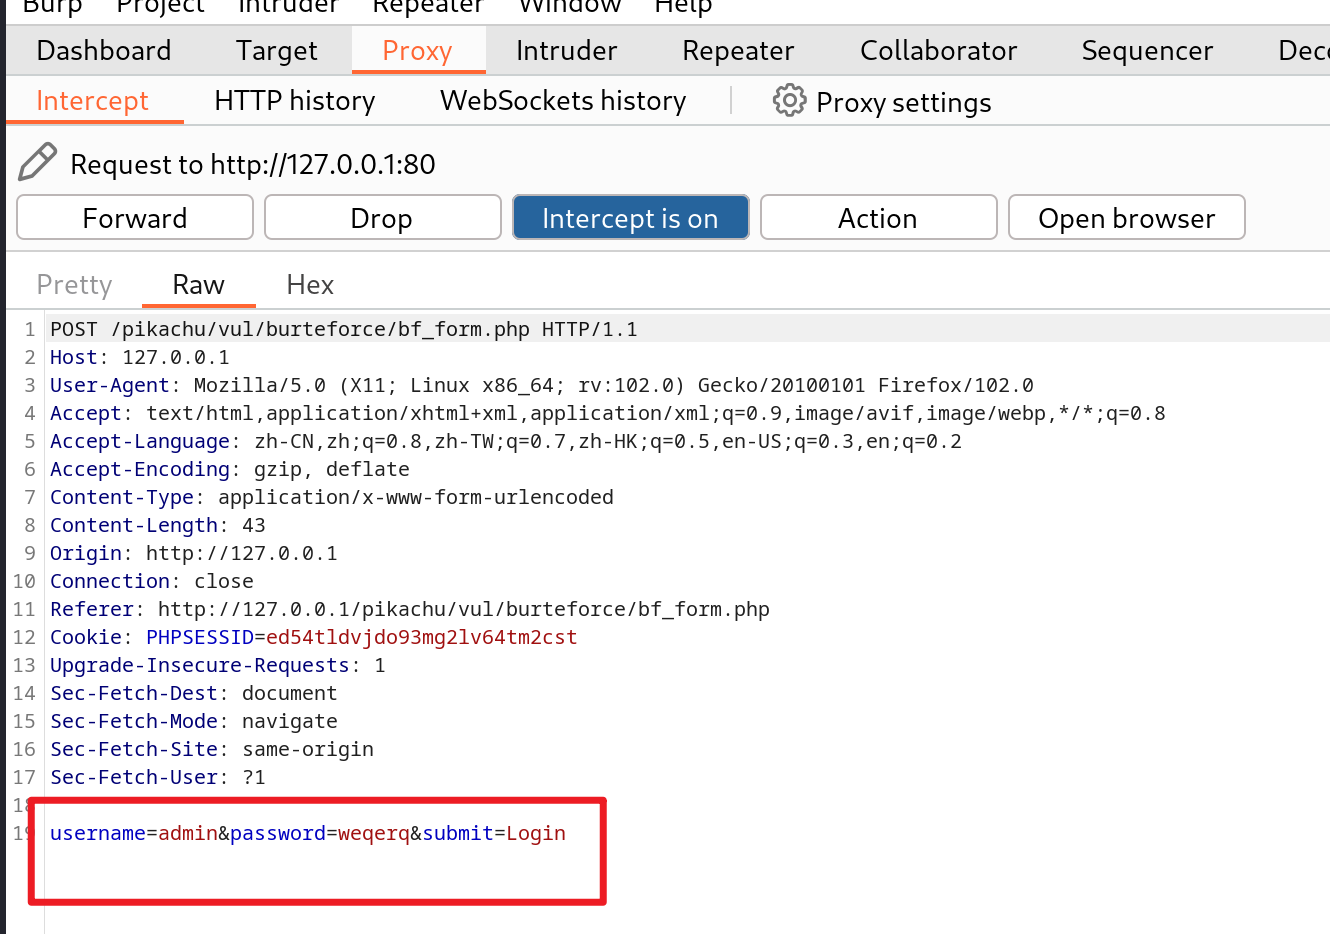 Burp Project Intruder Repeater Window Help
Dashboard Target Proxy Intruder Repeater Collaborator Sequencer Deco
Intercept HTTP history WebSockets history Proxy settings
Request to http://127.0.0.1:80
Forward Drop Intercept is on Action Open browser
Pretty Raw Hex
1 POST /pikachu/vul/burteforce/bf_form.php HTTP/1.1
2 Host: 127.0.0.1
3 User-Agent: Mozilla/5.0 (X11; Linux x86_64; rv:102.0) Gecko/20100101 Firefox/102.0
4 Accept: text/html,application/xhtml+xml,application/xml;q=0.9,image/avif,image/webp,*/*;q=0.8
5 Accept-Language: zh-CN,zh;q=0.8,zh-TW;q=0.7,zh-HK;q=0.5,en-US;q=0.3,en;q=0.2
6 Accept-Encoding: gzip, deflate
7 Content-Type: application/x-www-form-urlencoded
8 Content-Length: 43
9 Origin: http://127.0.0.1
10 Connection: close
11 Referer: http://127.0.0.1/pikachu/vul/burteforce/bf_form.php
12 Cookie: PHPSESSID=ed54tldvjdo93mg2lv64tm2cst
13 Upgrade-Insecure-Requests: 1
14 Sec-Fetch-Dest: document
15 Sec-Fetch-Mode: navigate
16 Sec-Fetch-Site: same-origin
17 Sec-Fetch-User: ?1
18
19 username=admin&password=weqerq&submit=Login